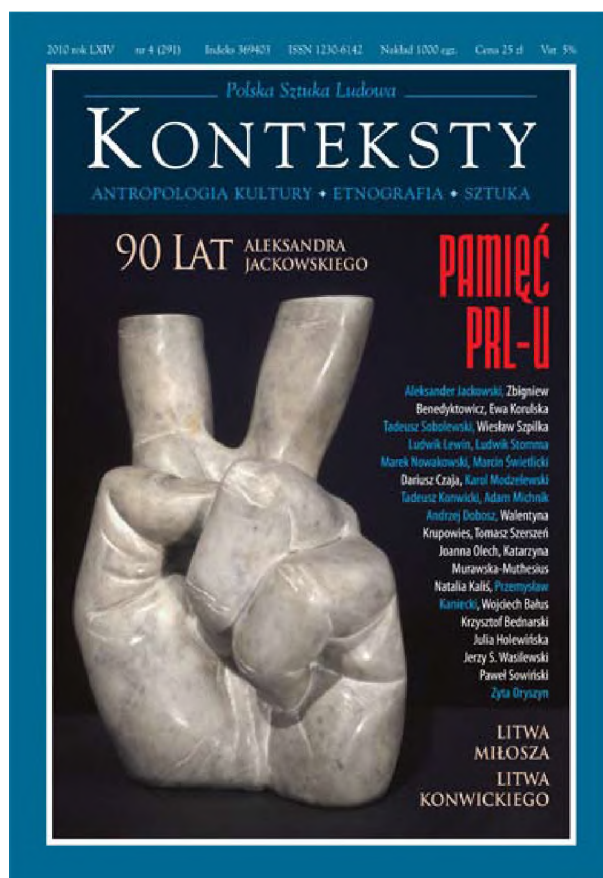 2010 rok LXIV nr 4 (291) Indeks 369403 ISSN 1230-6142 Nakład 1000 egz. Cena 25 zł Vat 5%
Polska Sztuka Ludowa
KONTEKSTY
ANTROPOLOGIA KULTURY ✦ ETNOGRAFIA ✦ SZTUKA
90 LAT ALEKSANDRA
JACKOWSKIEGO
PAMIĘĆ
PRL-U
Aleksander Jackowski, Zbigniew
Benedyktowicz, Ewa Korulska
Tadeusz Sobolewski, Wiesław Szpilka
Ludwik Lewin, Ludwik Stomma
Marek Nowakowski, Marcin Świetlicki
Dariusz Czaja, Karol Modzelewski
Tadeusz Konwicki, Adam Michnik
Andrzej Dobosz, Walentyna
Krupowies, Tomasz Szerszeń
Joanna Olech, Katarzyna
Murawska-Muthesius
Natalia Kaliś, Przemysław
Kaniecki, Wojciech Bałus
Krzysztof Bednarski
Julia Holewińska
Jerzy S. Wasilewski
Paweł Sowiński
Zyta Oryszyn
LITWA
MIŁOSZA
LITWA
KONWICKIEGO